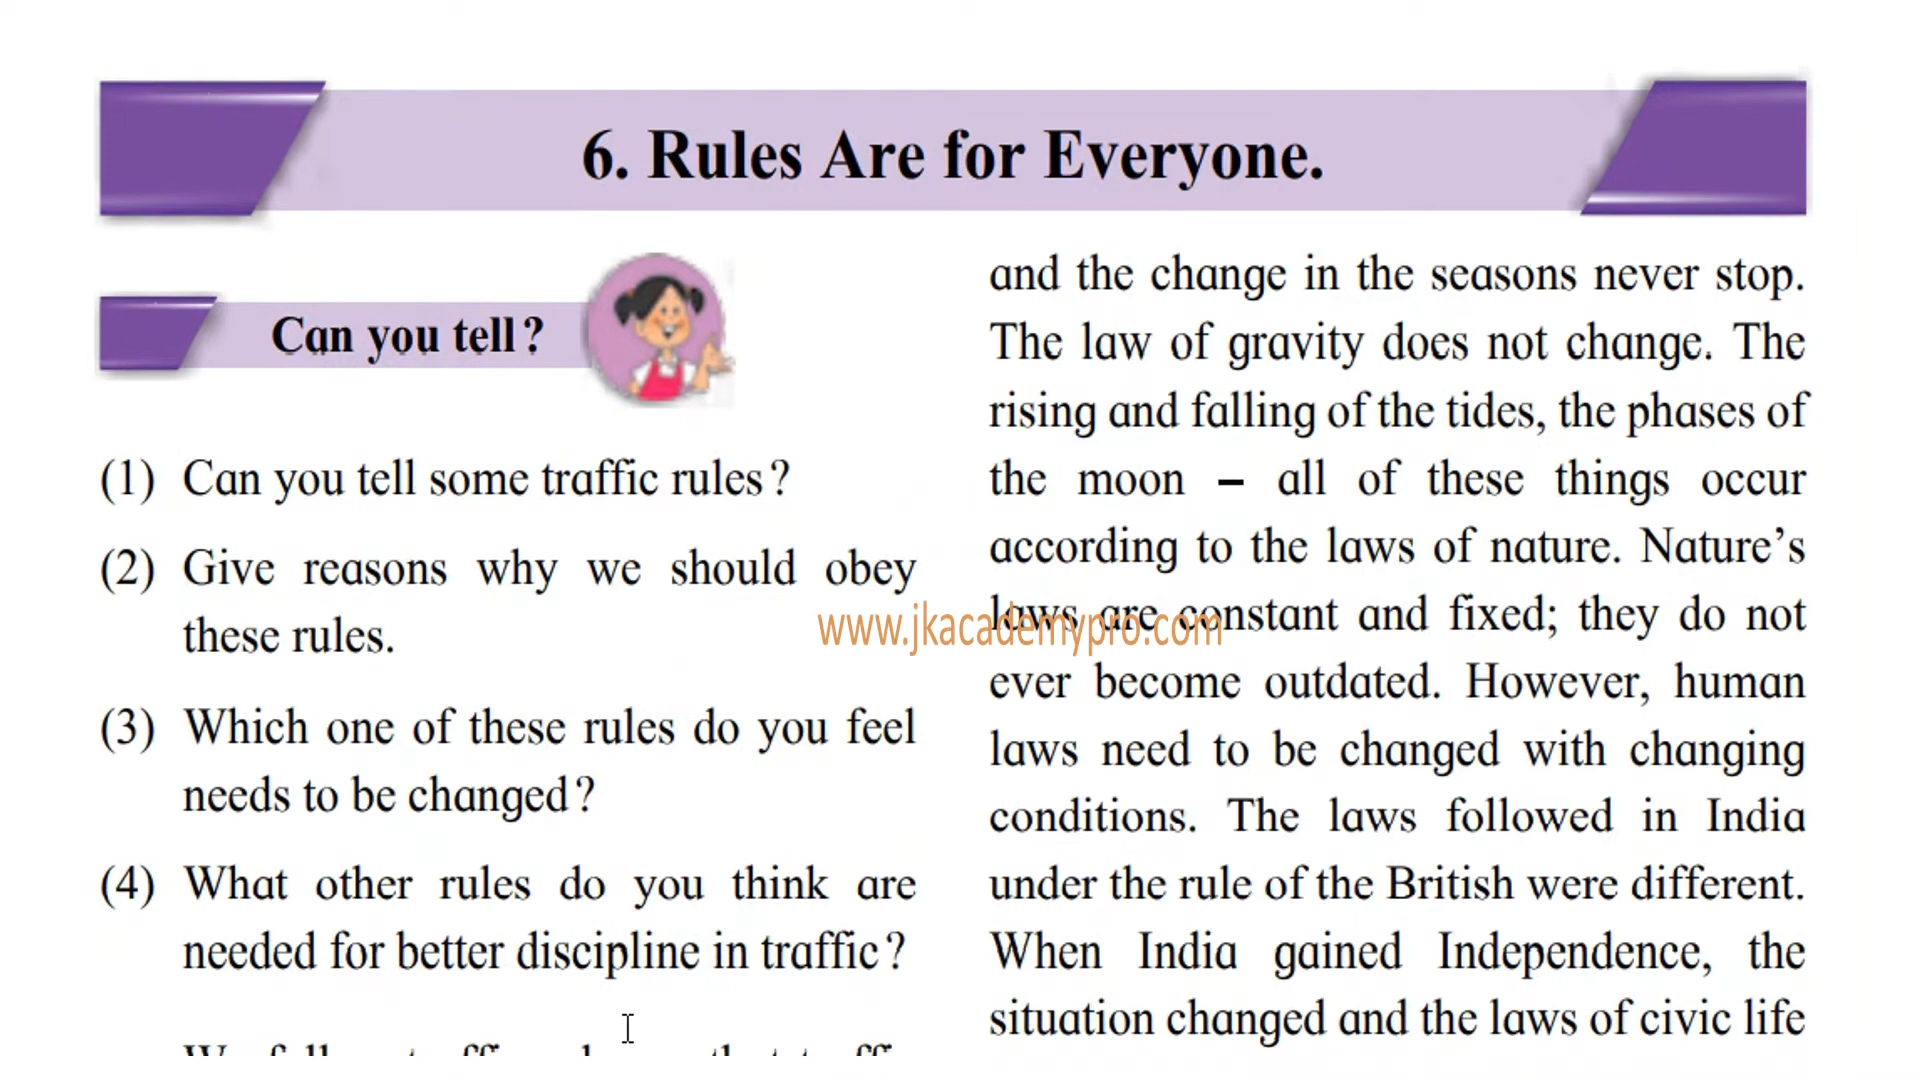 6. Rules Are for Everyone.
Can you tell?
(1) Can you tell some traffic rules?
(2) Give reasons why we should obey
these rules.
(3) Which one of these rules do you feel
needs to be changed?
(4) What other rules do you think are
needed for better discipline in traffic?
and the change in the seasons never stop.
The law of gravity does not change. The
rising and falling of the tides, the phases of
the moon – all of these things occur
according to the laws of nature. Nature's
laws are constant and fixed; they do not
ever become outdated. However, human
laws need to be changed with changing
conditions. The laws followed in India
under the rule of the British were different.
When India gained Independence, the
situation changed and the laws of civic life
www.jkacademypro.com